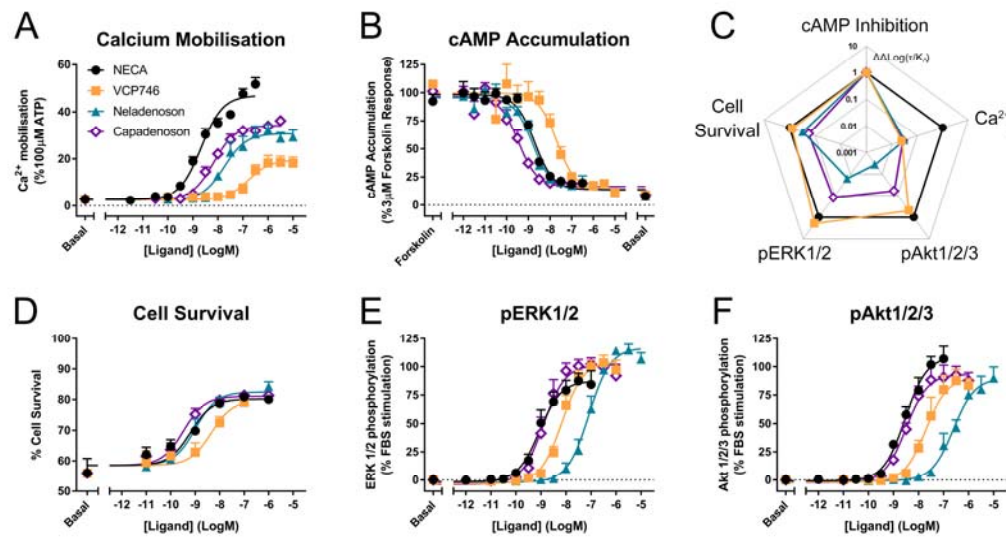 A
Calcium Mobilisation
Ca²⁺ mobilisation
(%100µM ATP)
60
40
20
0
NECA
VCP746
Neladenoson
Capadenoson
Basal
-12 -11 -10 -9 -8 -7 -6 -5
[Ligand] (LogM)
B
cAMP Accumulation
cAMP Accumulation
(%3µM Forskolin Response)
125
100
75
50
25
0
Forskolin
-12 -11 -10 -9 -8 -7 -6 -5
Basal
[Ligand] (LogM)
C
cAMP Inhibition
ΔΔLog(τ/Kₐ)
10
1
0.1
0.01
0.001
Cell
Survival
Ca²⁺
pERK1/2
pAkt1/2/3
D
Cell Survival
% Cell Survival
100
90
80
70
60
50
Basal
-12 -11 -10 -9 -8 -7 -6 -5
[Ligand] (LogM)
E
pERK1/2
ERK 1/2 phosphorylation
(% FBS stimulation)
125
100
75
50
25
0
Basal
-12 -11 -10 -9 -8 -7 -6 -5
[Ligand] (LogM)
F
pAkt1/2/3
Akt 1/2/3 phosphorylation
(% FBS stimulation)
125
100
75
50
25
0
Basal
-12 -11 -10 -9 -8 -7 -6 -5
[Ligand] (LogM)